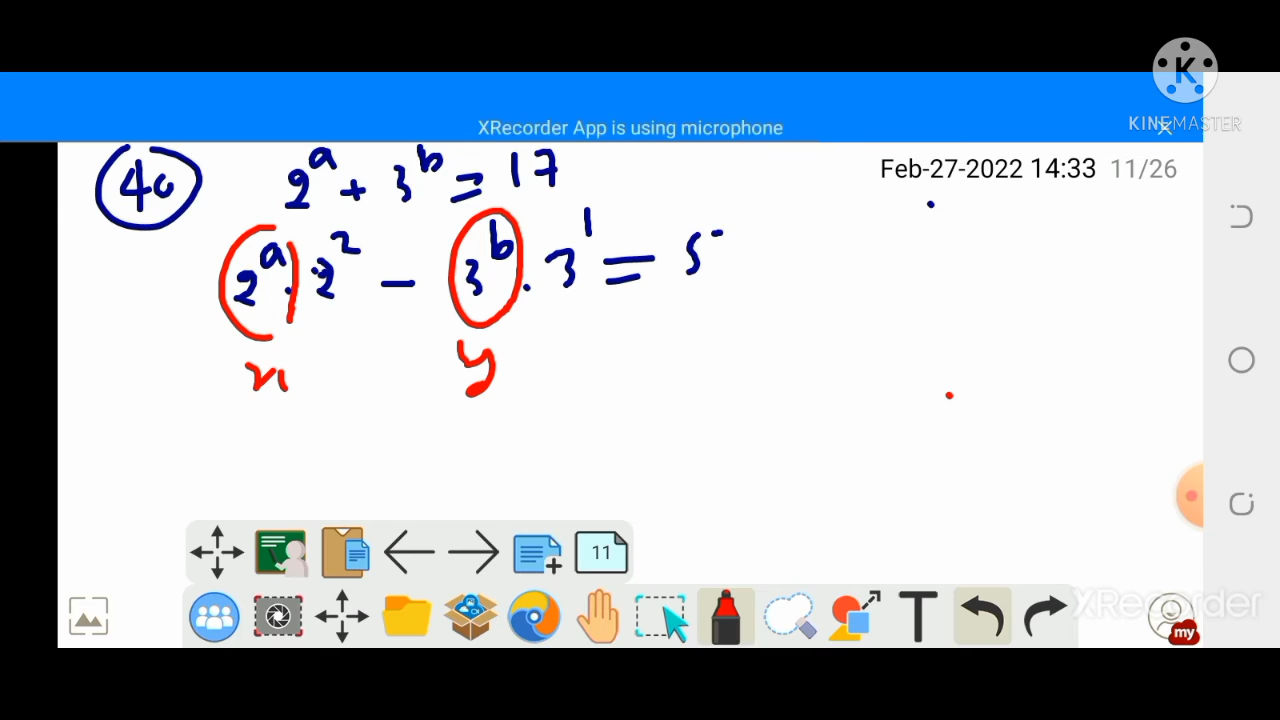 KINEMASTER
XRecorder App is using microphone
40 2^a + 3^b = 17
Feb-27-2022 14:33 11/26
2^a . 2^2 - 3^b . 3^1 = 5
x y
11
XRecorder
my